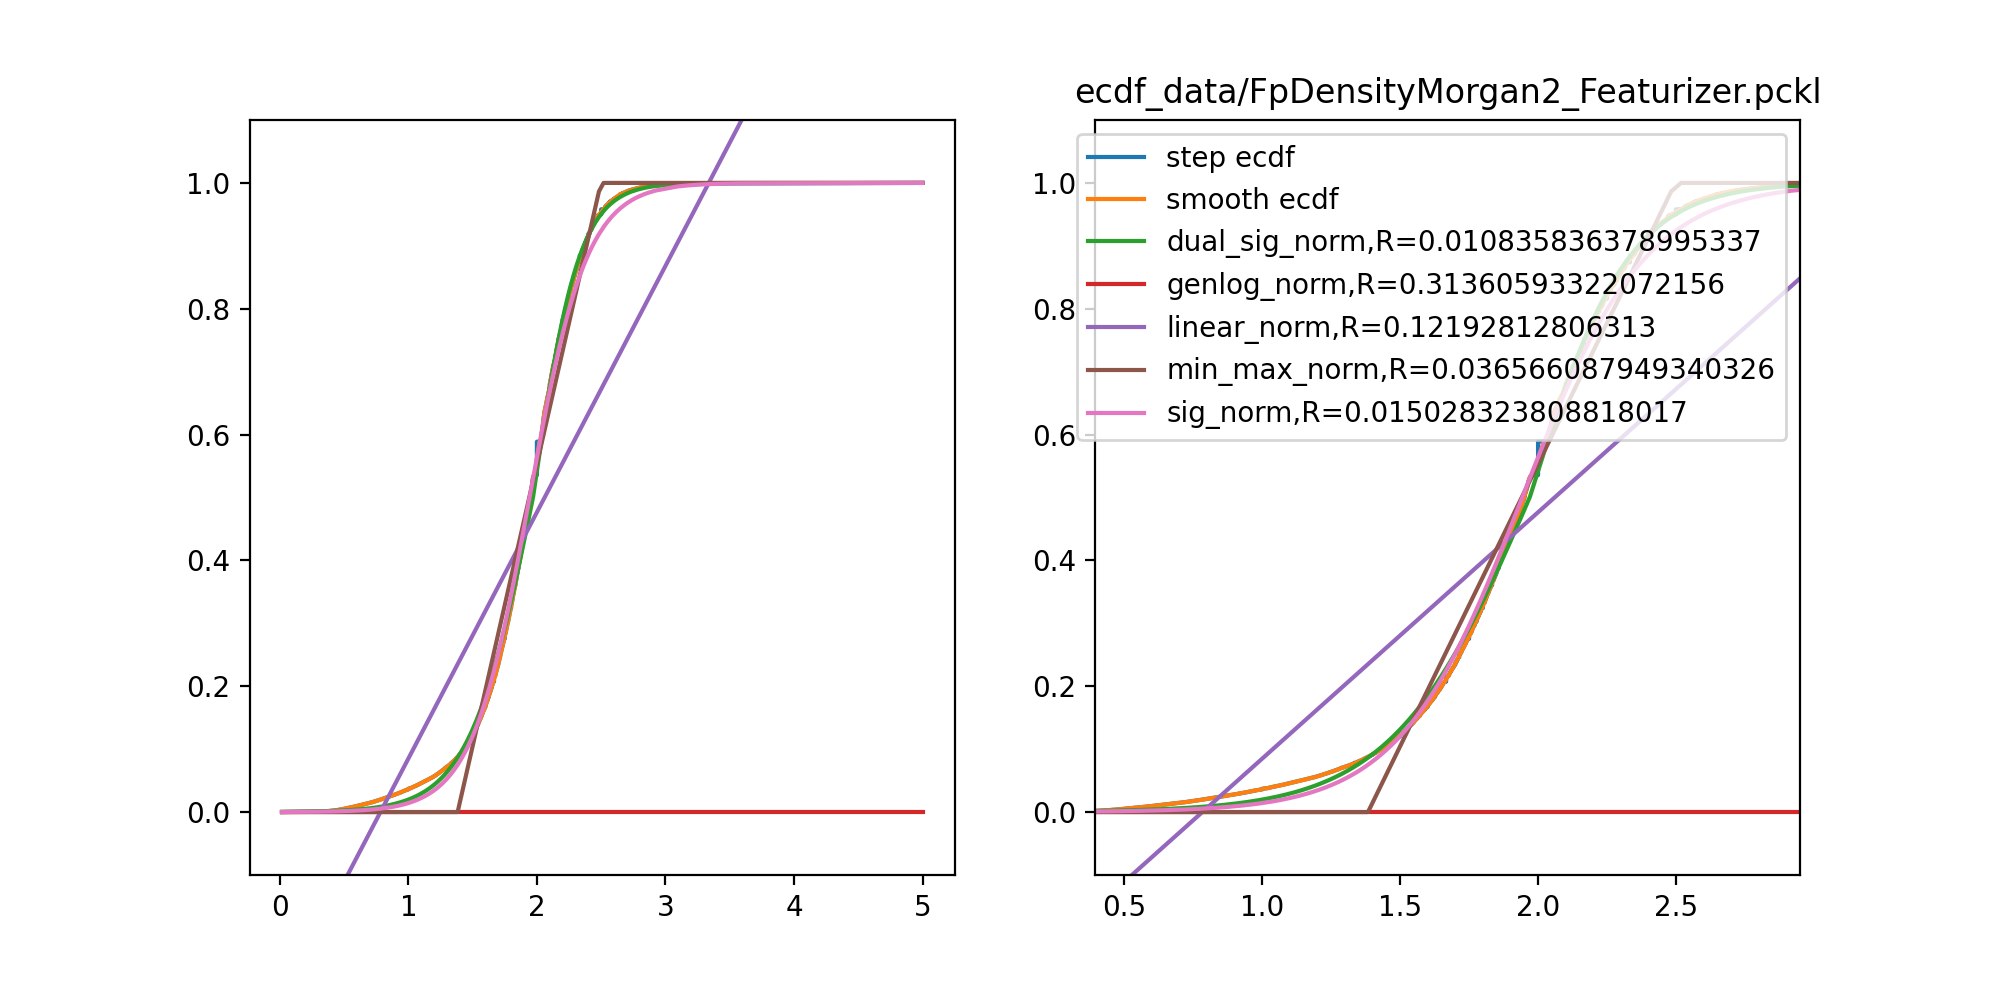 ecdf_data/FpDensityMorgan2_Featurizer.pckl
1.0
0.8
0.6
0.4
0.2
0.0
0 1 2 3 4 5
step ecdf
smooth ecdf
dual_sig_norm,R=0.010835836378995337
genlog_norm,R=0.31360593322072156
linear_norm,R=0.12192812806313
min_max_norm,R=0.036566087949340326
sig_norm,R=0.015028323808818017
1.0
0.8
0.6
0.4
0.2
0.0
0.5 1.0 1.5 2.0 2.5